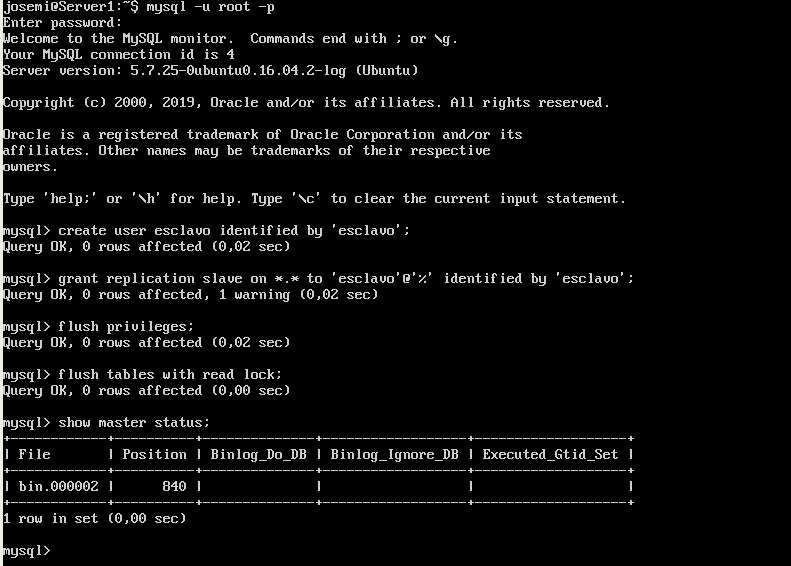 josemi@Server1:~$ mysql -u root -p
Enter password:
Welcome to the MySQL monitor.  Commands end with ; or \g.
Your MySQL connection id is 4
Server version: 5.7.25-0ubuntu0.16.04.2-log (Ubuntu)

Copyright (c) 2000, 2019, Oracle and/or its affiliates. All rights reserved.

Oracle is a registered trademark of Oracle Corporation and/or its
affiliates. Other names may be trademarks of their respective
owners.

Type 'help;' or '\h' for help. Type '\c' to clear the current input statement.

mysql> create user esclavo identified by 'esclavo';
Query OK, 0 rows affected (0,02 sec)

mysql> grant replication slave on *.* to 'esclavo'@'%' identified by 'esclavo';
Query OK, 0 rows affected, 1 warning (0,02 sec)

mysql> flush privileges;
Query OK, 0 rows affected (0,02 sec)

mysql> flush tables with read lock;
Query OK, 0 rows affected (0,00 sec)

mysql> show master status;
+------------+----------+--------------+------------------+-------------------+
| File       | Position | Binlog_Do_DB | Binlog_Ignore_DB | Executed_Gtid_Set |
+------------+----------+--------------+------------------+-------------------+
| bin.000002 |      840 |              |                  |                   |
+------------+----------+--------------+------------------+-------------------+
1 row in set (0,00 sec)

mysql>